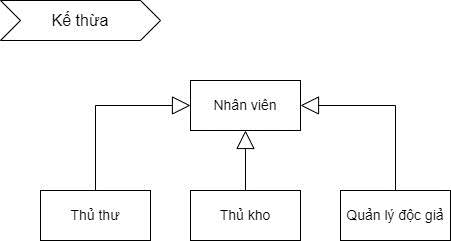 Kế thừa
Nhân viên
Thủ thư
Thủ kho
Quản lý độc giả